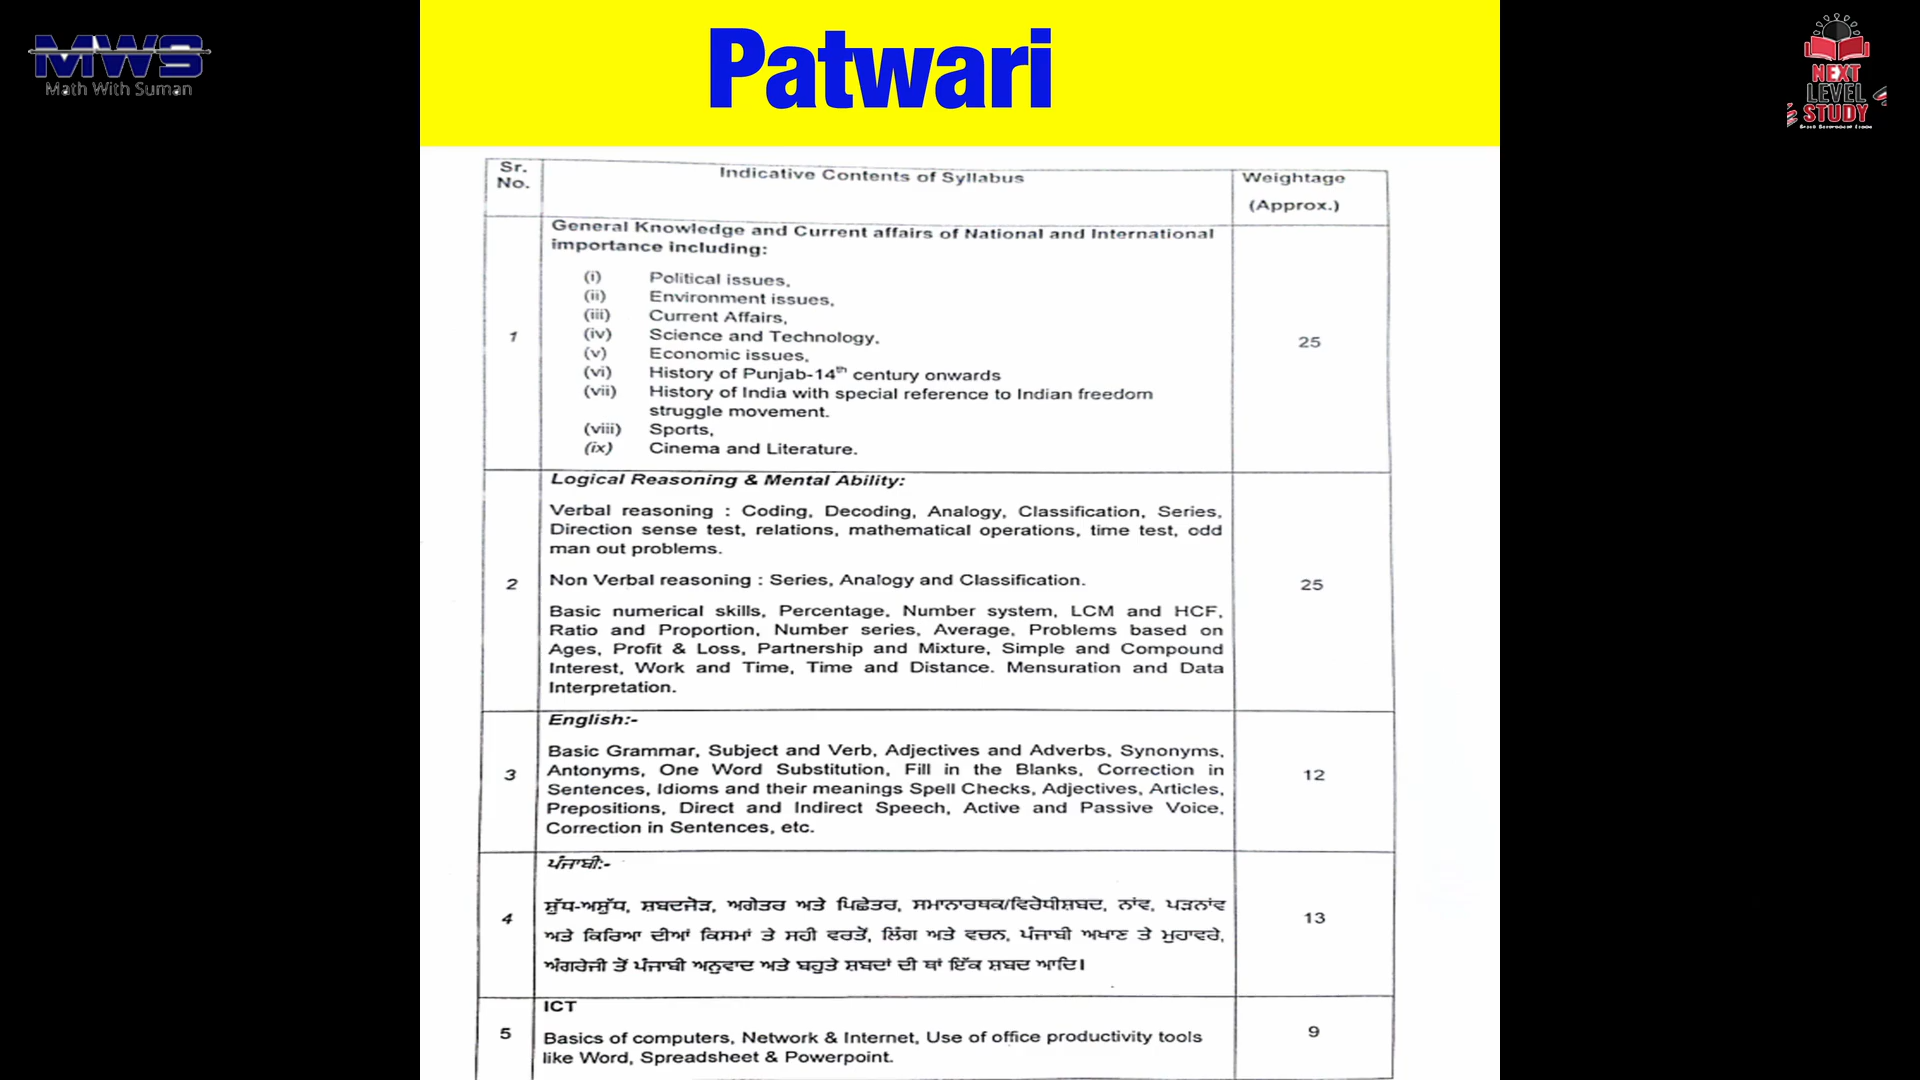 MWS
Math With Suman
Patwari
NEXT
LEVEL
STUDY
Sr. No.
Indicative Contents of Syllabus
Weightage
(Approx.)
1
General Knowledge and Current affairs of National and International
importance including:
(i) Political issues,
(ii) Environment issues,
(iii) Current Affairs,
(iv) Science and Technology,
(v) Economic issues,
(vi) History of Punjab-14th century onwards
(vii) History of India with special reference to Indian freedom
struggle movement.
(viii) Sports,
(ix) Cinema and Literature.
25
2
Logical Reasoning & Mental Ability:
Verbal reasoning : Coding, Decoding, Analogy, Classification, Series,
Direction sense test, relations, mathematical operations, time test, odd
man out problems.
Non Verbal reasoning : Series, Analogy and Classification.
Basic numerical skills, Percentage, Number system, LCM and HCF,
Ratio and Proportion, Number series, Average, Problems based on
Ages, Profit & Loss, Partnership and Mixture, Simple and Compound
Interest, Work and Time, Time and Distance. Mensuration and Data
Interpretation.
25
3
English:-
Basic Grammar, Subject and Verb, Adjectives and Adverbs, Synonyms,
Antonyms, One Word Substitution, Fill in the Blanks, Correction in
Sentences, Idioms and their meanings Spell Checks, Adjectives, Articles,
Prepositions, Direct and Indirect Speech, Active and Passive Voice,
Correction in Sentences, etc.
12
4
ਪੰਜਾਬੀ:-
ਸ਼ੁੱਧ-ਅਸ਼ੁੱਧ, ਸ਼ਬਦਜੋੜ, ਅਗੇਤਰ ਅਤੇ ਪਿਛੇਤਰ, ਸਮਾਨਾਰਥਕ/ਵਿਰੋਧੀਸ਼ਬਦ, ਨਾਂਵ, ਪੜਨਾਂਵ
ਅਤੇ ਕਿਰਿਆ ਦੀਆਂ ਕਿਸਮਾਂ ਤੇ ਸਹੀ ਵਰਤੋਂ, ਲਿੰਗ ਅਤੇ ਵਚਨ, ਪੰਜਾਬੀ ਅਖਾਣ ਤੇ ਮੁਹਾਵਰੇ,
ਅੰਗਰੇਜੀ ਤੋਂ ਪੰਜਾਬੀ ਅਨੁਵਾਦ ਅਤੇ ਬਹੁਤੇ ਸ਼ਬਦਾਂ ਦੀ ਥਾਂ ਇੱਕ ਸ਼ਬਦ ਆਦਿ।
13
5
ICT
Basics of computers, Network & Internet, Use of office productivity tools
like Word, Spreadsheet & Powerpoint.
9